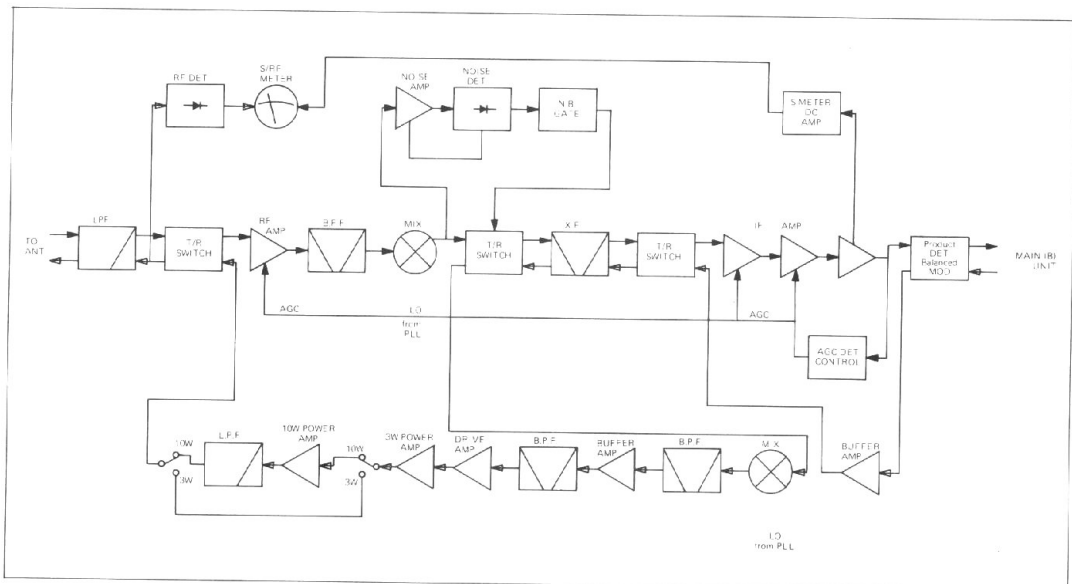 RF DET
S/RF
METER
NOISE
AMP
NOISE
DET
N.B.
GATE
S METER
DC
AMP
TO
ANT
LPF
T/R
SWITCH
RF
AMP
B.P.F
MIX
T/R
SWITCH
X.F
T/R
SWITCH
IF AMP
Product
DET
Balanced
MOD
MAIN (B)
UNIT
AGC
LO
from
PLL
AGC
AGC DET
CONTROL
10W
3W
L.P.F
10W POWER
AMP
10W
3W
3W POWER
AMP
DRIVE
AMP
B.P.F
BUFFER
AMP
B.P.F
MIX
BUFFER
AMP
LO
from PLL